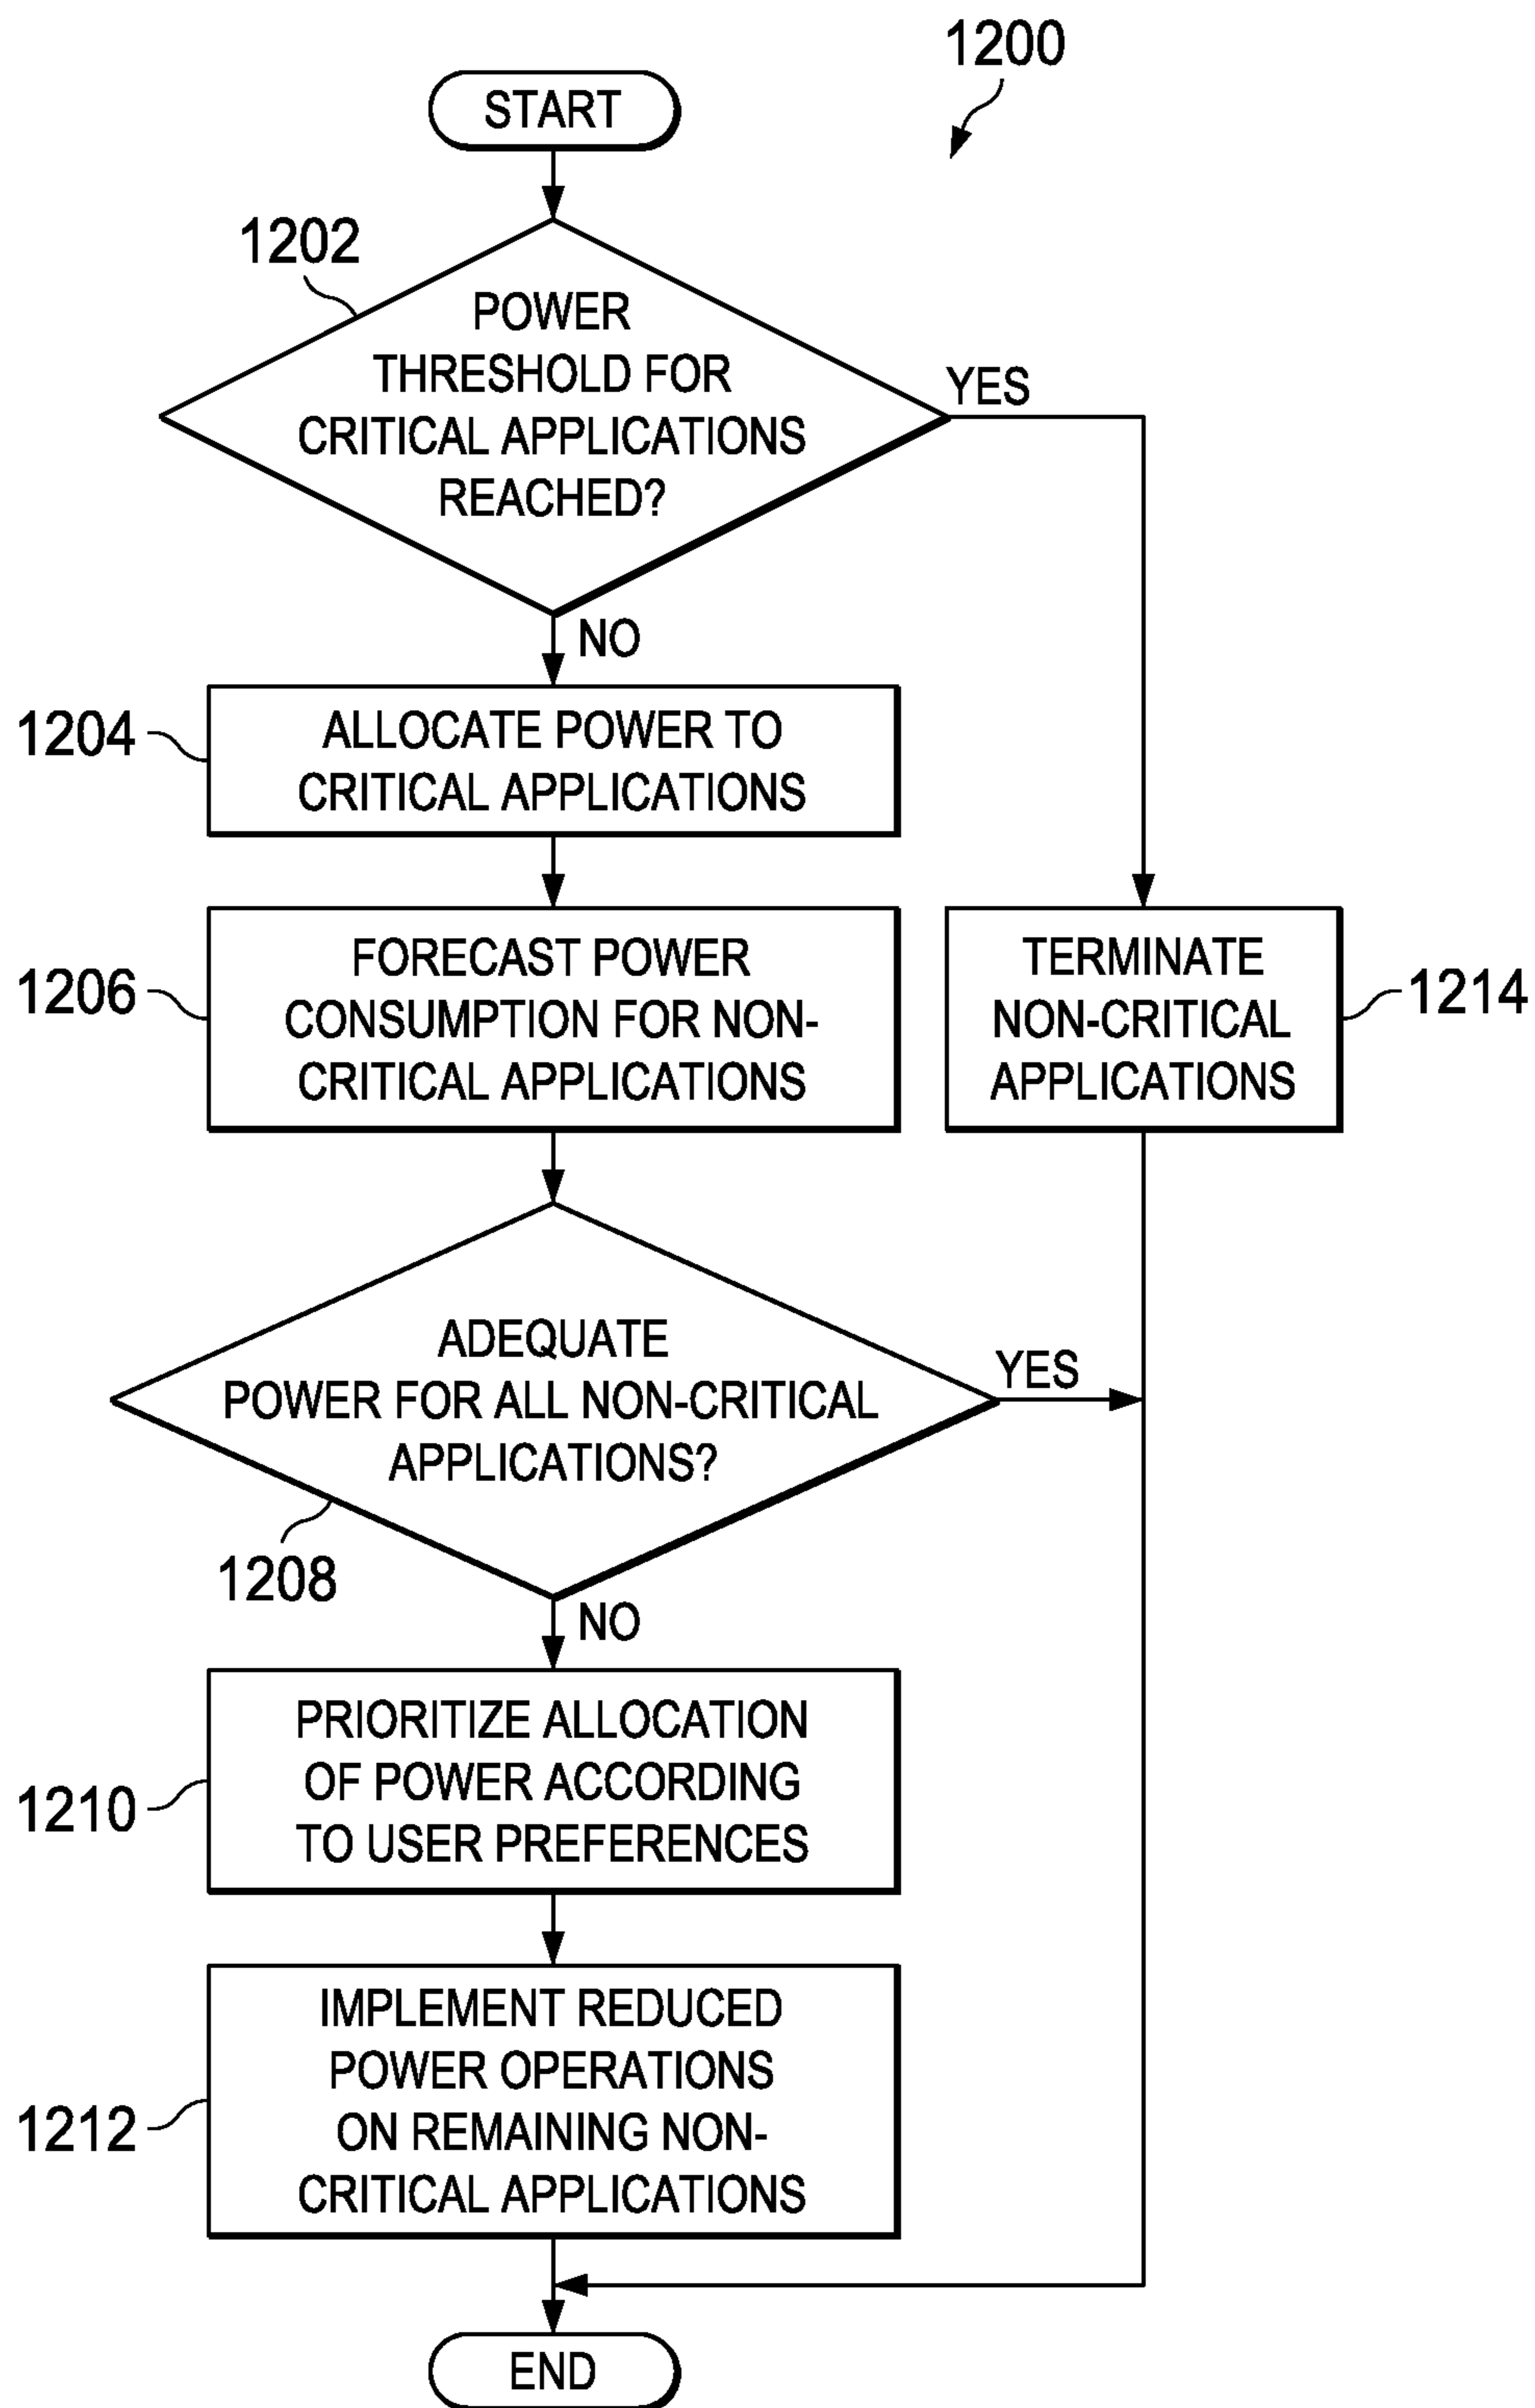 1200
START
1202
POWER
THRESHOLD FOR
CRITICAL APPLICATIONS
REACHED?
YES
NO
1204
ALLOCATE POWER TO
CRITICAL APPLICATIONS
1206
FORECAST POWER
CONSUMPTION FOR NON-
CRITICAL APPLICATIONS
TERMINATE
NON-CRITICAL
APPLICATIONS
1214
ADEQUATE
POWER FOR ALL NON-CRITICAL
APPLICATIONS?
YES
1208
NO
1210
PRIORITIZE ALLOCATION
OF POWER ACCORDING
TO USER PREFERENCES
1212
IMPLEMENT REDUCED
POWER OPERATIONS
ON REMAINING NON-
CRITICAL APPLICATIONS
END